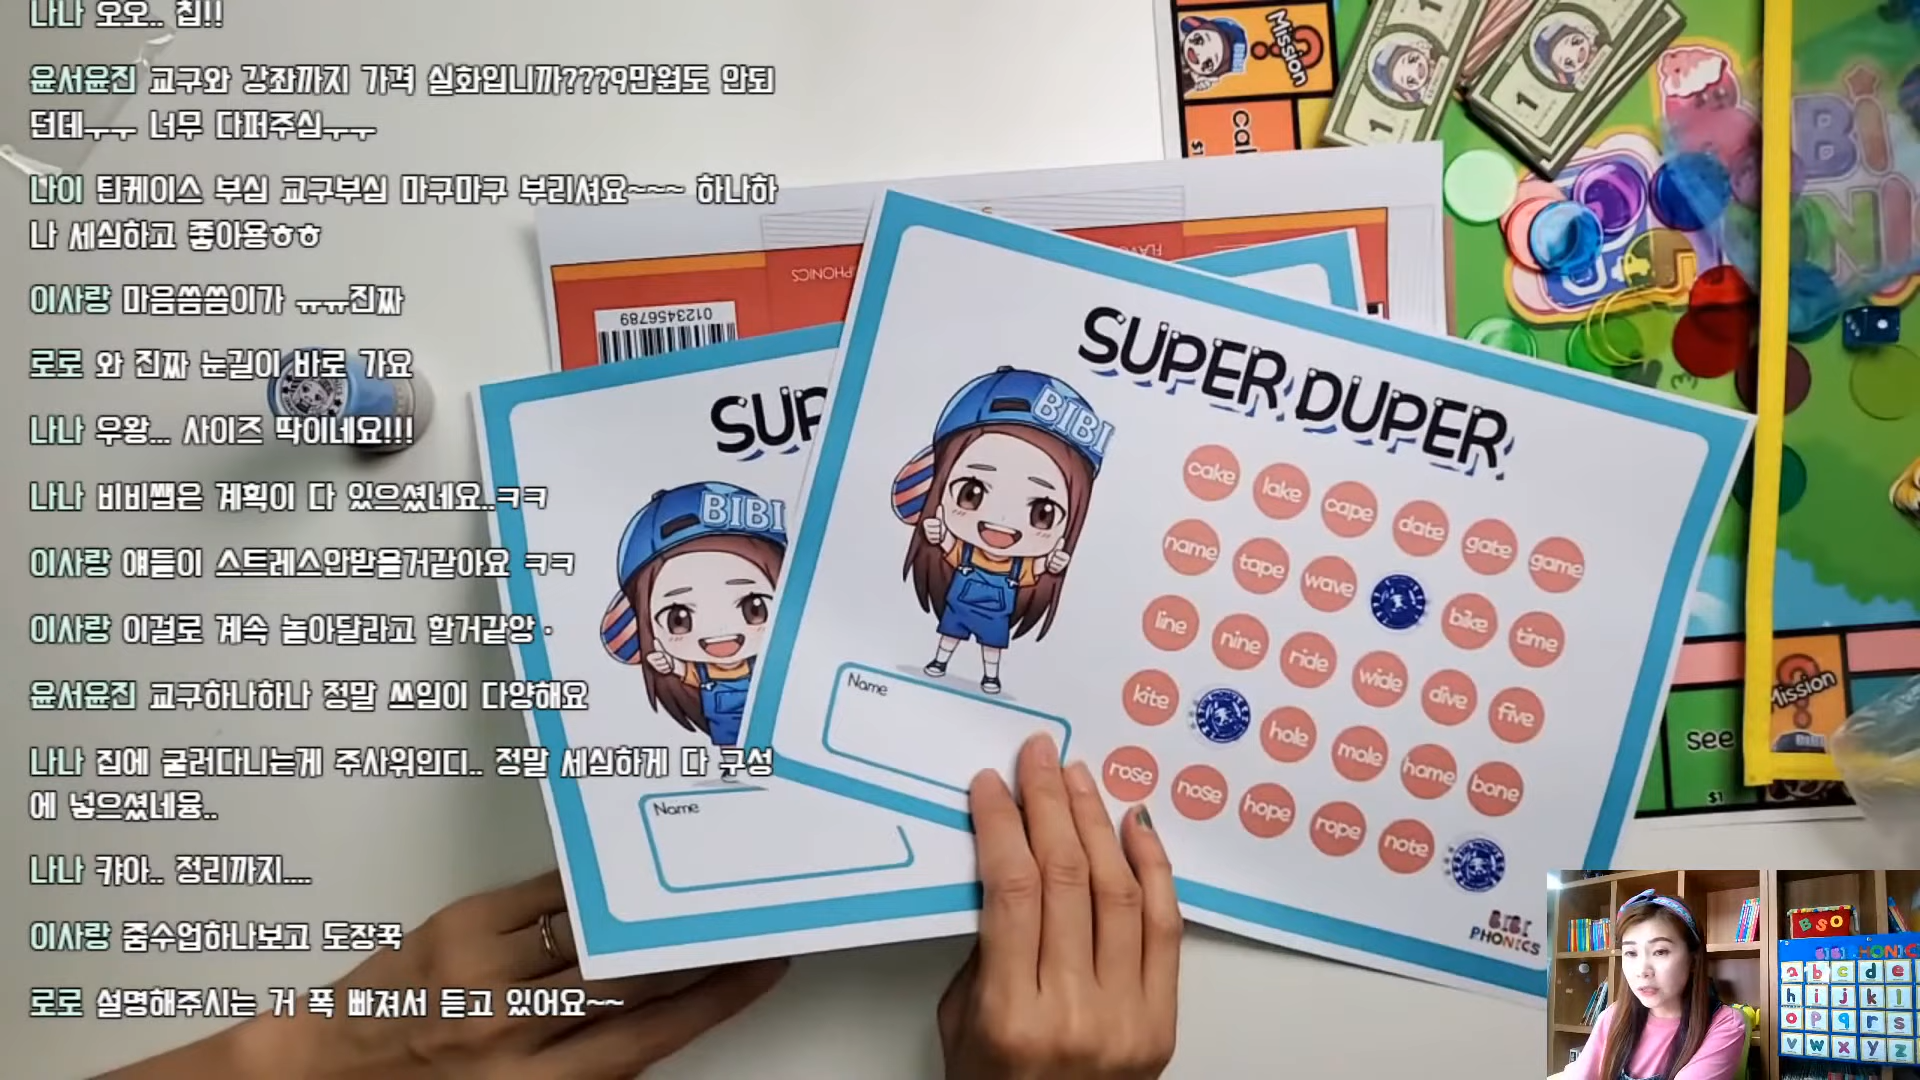 나나 오오.. 칩!!
윤서윤진 교구와 강좌까지 가격 실화입니까???9만원도 안되
던데ㅜㅜ 너무 다퍼주심ㅜㅜ
나이 틴케이스 부심 교구부심 마구마구 부리셔요~~~ 하나하
나 세심하고 좋아용ㅎㅎ
이사랑 마음씀씀이가 ㅠㅠ진짜
로로 와 진짜 눈길이 바로 가요
나나 우왕... 사이즈 딱이네요!!!
나나 비비쌤은 계획이 다 있으셨네요..ㅋㅋ
이사랑 얘들이 스트레스안받을거같아요 ㅋㅋ
이사랑 이걸로 계속 놀아달라고 할거같앙 ·
윤서윤진 교구하나하나 정말 쓰임이 다양해요
나나 집에 굴러다니는게 주사위인디.. 정말 세심하게 다 구성
에 넣으셨네융..
나나 캬아.. 정리까지....
이사랑 줌수업하나보고 도장꾹
로로 설명해주시는 거 푹 빠져서 듣고 있어요~~
Mission
1
1
1
PHONICS
0123456789
SUP
BIBI
Name
SUPER DUPER
BIBI
cake lake cape date gate game
name tape wave bike time
line nine ride wide dive five
kite hole mole home bone
rose nose hope rope note
Name
BIBI
PHONICS
Mission
see
$1
BSO
a b c d e
h i j k l
o p q r s
v w x y z